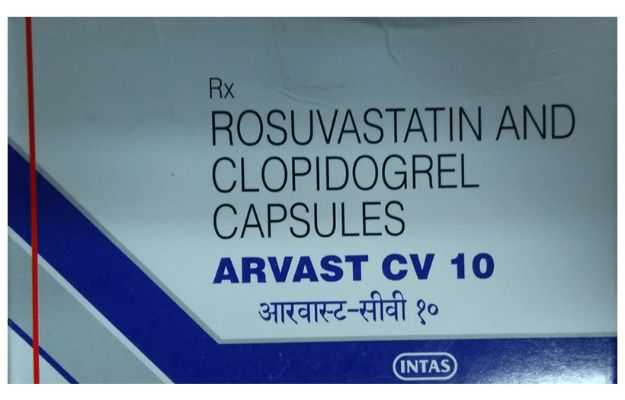 Rx
ROSUVASTATIN AND
CLOPIDOGREL
CAPSULES
ARVAST CV 10
आरवास्ट-सीवी १०
INTAS